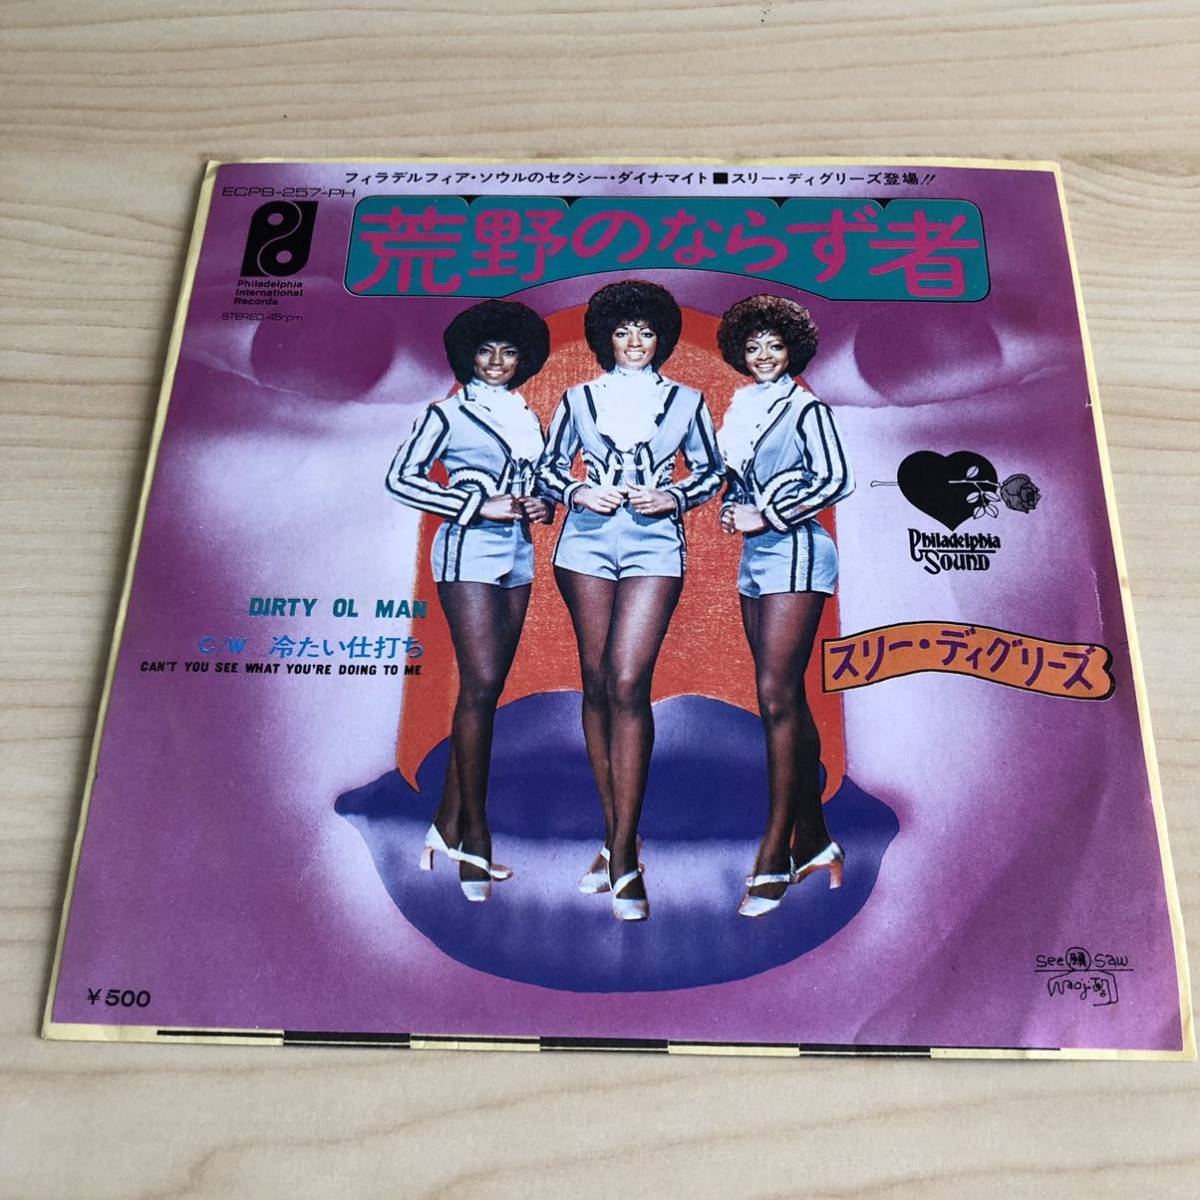 フィラデルフィア・ソウルのセクシー・ダイナマイト■スリー・ディグリーズ登場!!
ECPB-257-PH
荒野のならず者
Philadelphia
International
Records
STEREO 45rpm
Philadelphia
Sound
DIRTY OL MAN
C/W 冷たい仕打ち
CAN'T YOU SEE WHAT YOU'RE DOING TO ME
スリー・ディグリーズ
see 願 saw
Naoji
¥500